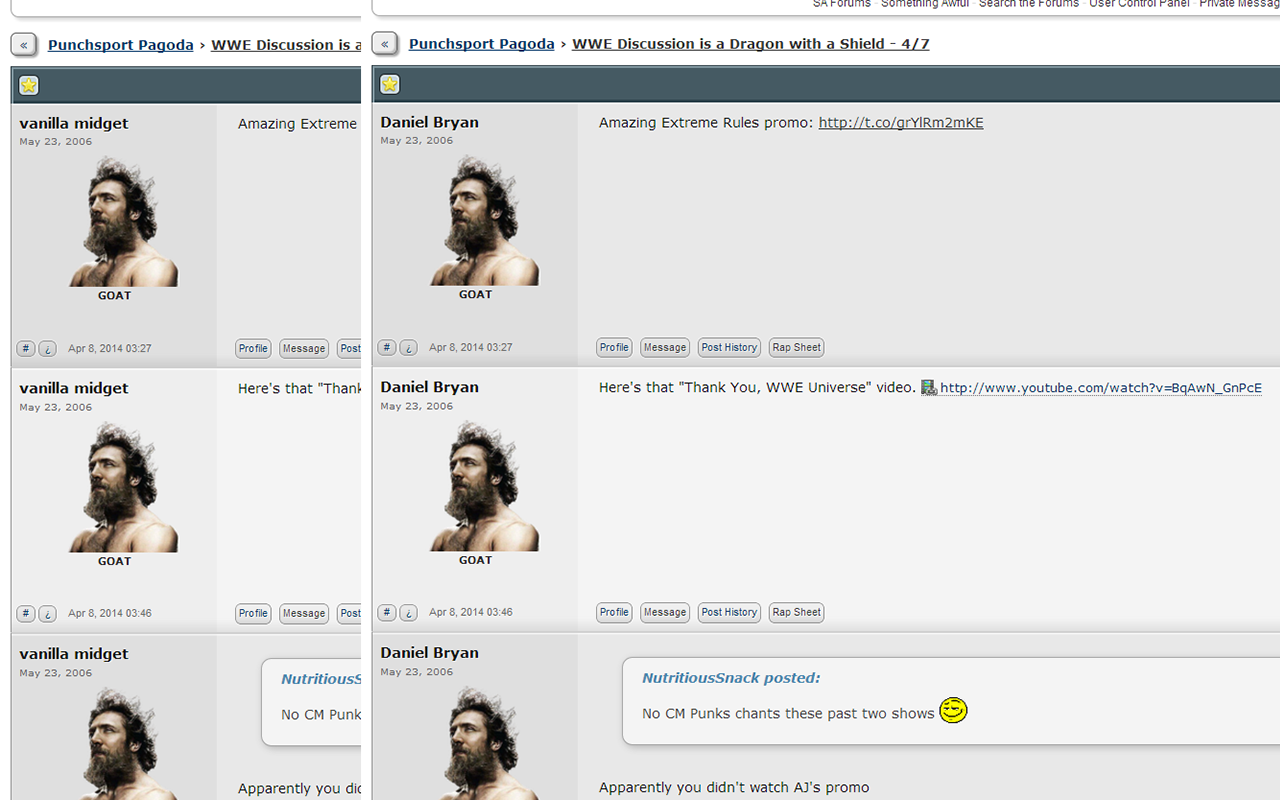 « Punchsport Pagoda › WWE Discussion is a
vanilla midget
May 23, 2006
Amazing Extreme
GOAT
# ¿ Apr 8, 2014 03:27
Profile Message Post
vanilla midget
May 23, 2006
Here's that "Thank
GOAT
# ¿ Apr 8, 2014 03:46
Profile Message Post
vanilla midget
May 23, 2006
NutritiousS
No CM Punk
Apparently you did
SA Forums - Something Awful - Search the Forums - User Control Panel - Private Messag
« Punchsport Pagoda › WWE Discussion is a Dragon with a Shield - 4/7
Daniel Bryan
May 23, 2006
Amazing Extreme Rules promo: http://t.co/grYlRm2mKE
GOAT
# ¿ Apr 8, 2014 03:27
Profile Message Post History Rap Sheet
Daniel Bryan
May 23, 2006
Here's that "Thank You, WWE Universe" video. http://www.youtube.com/watch?v=BqAwN_GnPcE
GOAT
# ¿ Apr 8, 2014 03:46
Profile Message Post History Rap Sheet
Daniel Bryan
May 23, 2006
NutritiousSnack posted:
No CM Punks chants these past two shows
Apparently you didn't watch AJ's promo